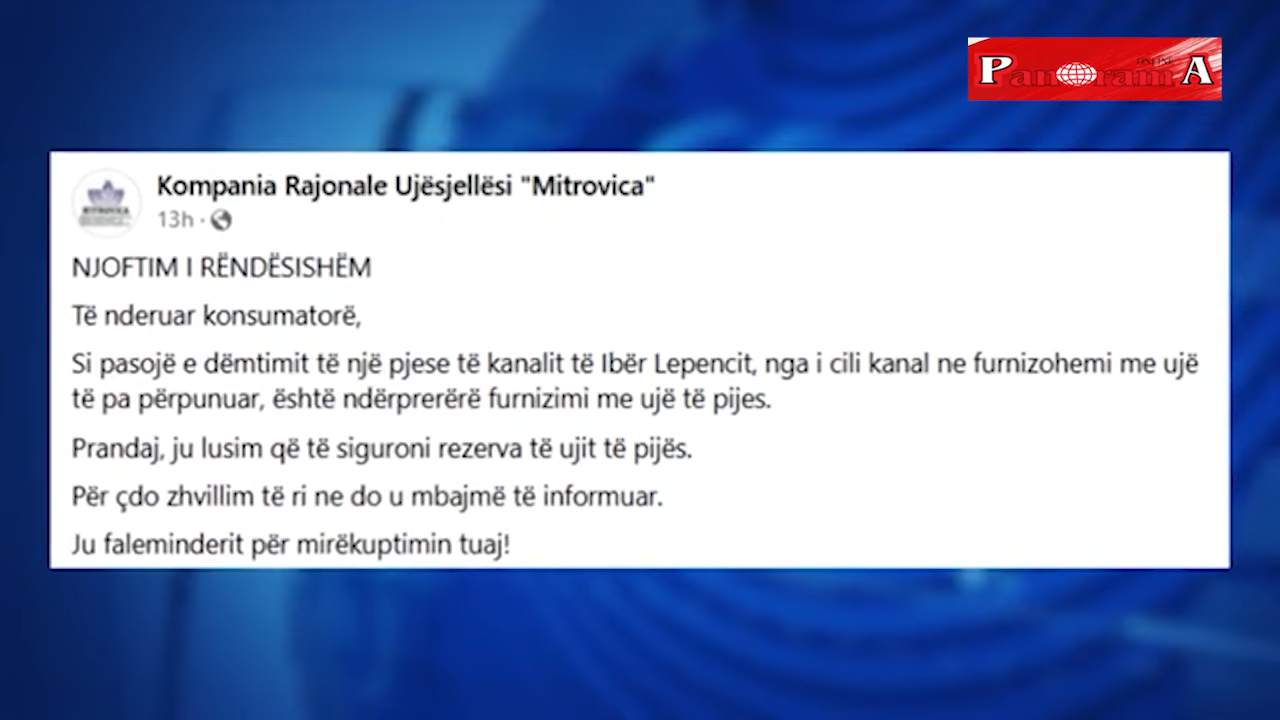 PanoramA
ONLINE
Kompania Rajonale Ujësjellësi "Mitrovica"
MITROVICA
13h ·
NJOFTIM I RËNDËSISHËM
Të nderuar konsumatorë,
Si pasojë e dëmtimit të një pjese të kanalit të Ibër Lepencit, nga i cili kanal ne furnizohemi me ujë
të pa përpunuar, është ndërprerërë furnizimi me ujë të pijes.
Prandaj, ju lusim që të siguroni rezerva të ujit të pijës.
Për çdo zhvillim të ri ne do u mbajmë të informuar.
Ju faleminderit për mirëkuptimin tuaj!